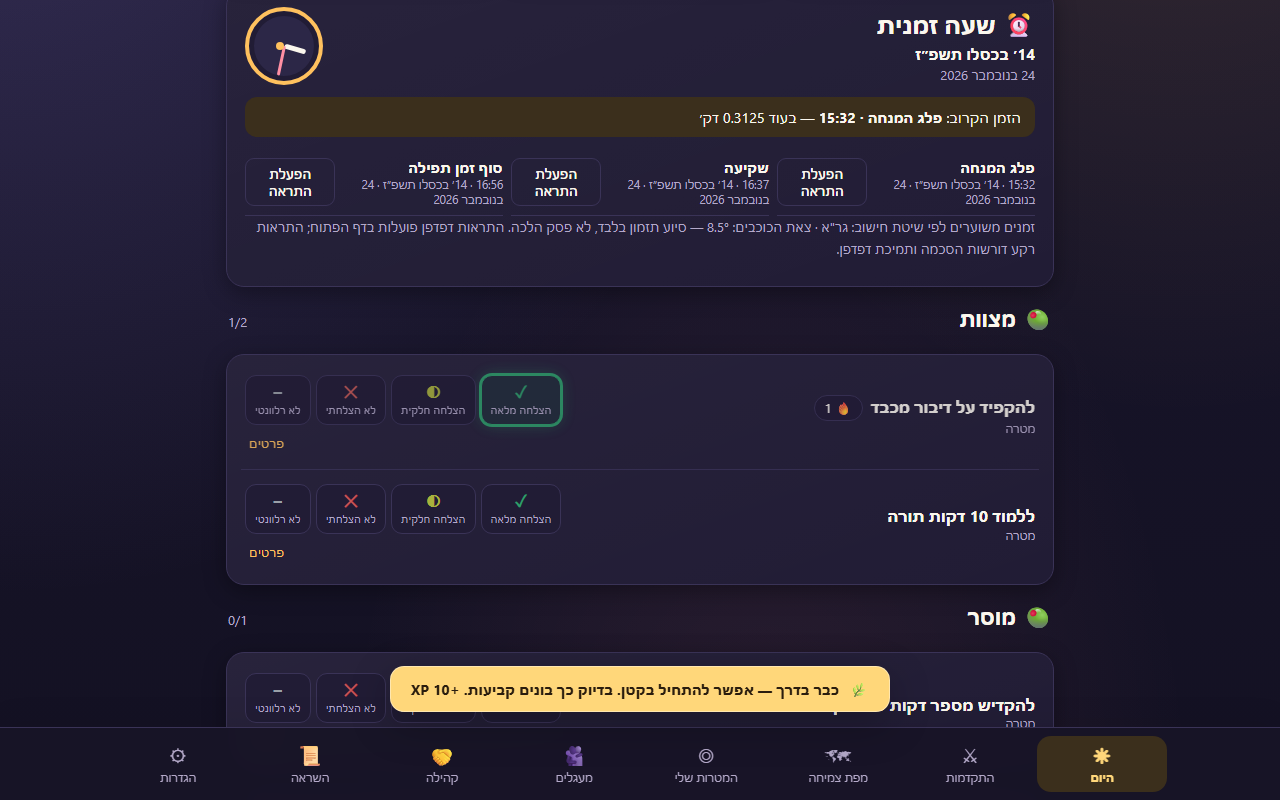 שעה זמנית
14׳ בכסלו תשפ״ז
24 בנובמבר 2026
הזמן הקרוב: פלג המנחה · 15:32 — בעוד 0.3125 דק׳
פלג המנחה
15:32 · 14׳ בכסלו תשפ״ז · 24
בנובמבר 2026
הפעלת
התראה
שקיעה
16:37 · 14׳ בכסלו תשפ״ז · 24
בנובמבר 2026
הפעלת
התראה
סוף זמן תפילה
16:56 · 14׳ בכסלו תשפ״ז · 24
בנובמבר 2026
הפעלת
התראה
זמנים משוערים לפי שיטת חישוב: גר"א · צאת הכוכבים: 8.5° — סיוע תזמון בלבד, לא פסק הלכה. התראות דפדפן פועלות בדף הפתוח; התראות
רקע דורשות הסכמה ותמיכת דפדפן.
מצוות
1/2
להקפיד על דיבור מכבד
1
מטרה
הצלחה מלאה
הצלחה חלקית
לא הצלחתי
לא רלוונטי
פרטים
ללמוד 10 דקות תורה
מטרה
הצלחה מלאה
הצלחה חלקית
לא הצלחתי
לא רלוונטי
פרטים
מוסר
0/1
להקדיש מספר דקות
מטרה
לא הצלחתי
לא רלוונטי
כבר בדרך — אפשר להתחיל בקטן. בדיוק כך בונים קביעות. +10 XP
היום
התקדמות
מפת צמיחה
המטרות שלי
מעגלים
קהילה
השראה
הגדרות